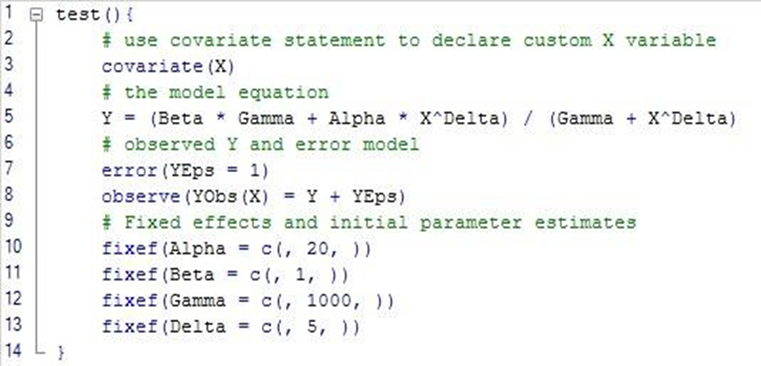 1 test(){
2 # use covariate statement to declare custom X variable
3 covariate(X)
4 # the model equation
5 Y = (Beta * Gamma + Alpha * X^Delta) / (Gamma + X^Delta)
6 # observed Y and error model
7 error(YEps = 1)
8 observe(YObs(X) = Y + YEps)
9 # Fixed effects and initial parameter estimates
10 fixef(Alpha = c(, 20, ))
11 fixef(Beta = c(, 1, ))
12 fixef(Gamma = c(, 1000, ))
13 fixef(Delta = c(, 5, ))
14 }